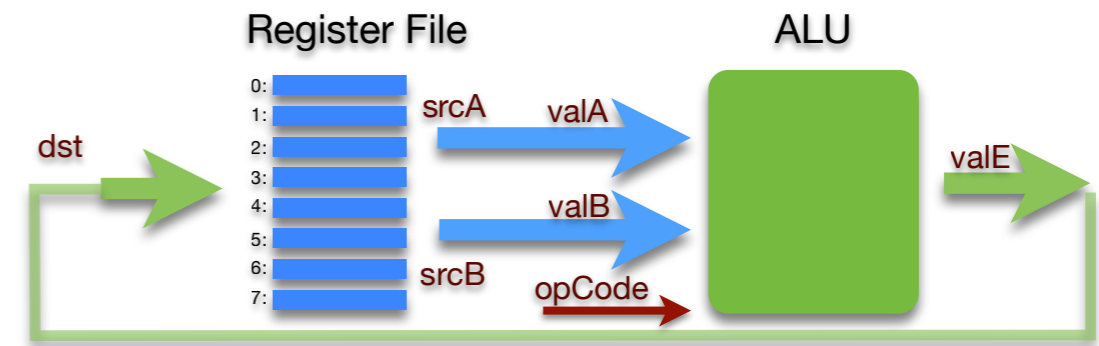 Register File
ALU
0:
1:
2:
3:
4:
5:
6:
7:
srcA
valA
dst
valE
valB
srcB
opCode